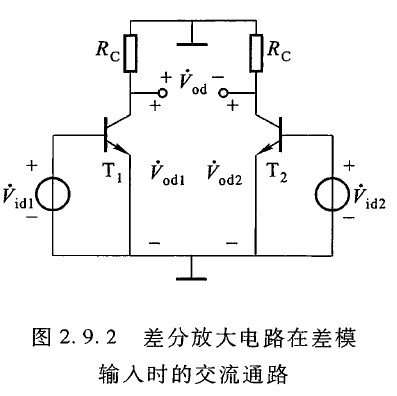 R_C R_C
+ V̇_od −
+ +
T_1 V̇_od1 V̇_od2 T_2
+ +
V̇_id1 V̇_id2
− −
− −
图 2.9.2 差分放大电路在差模
输入时的交流通路